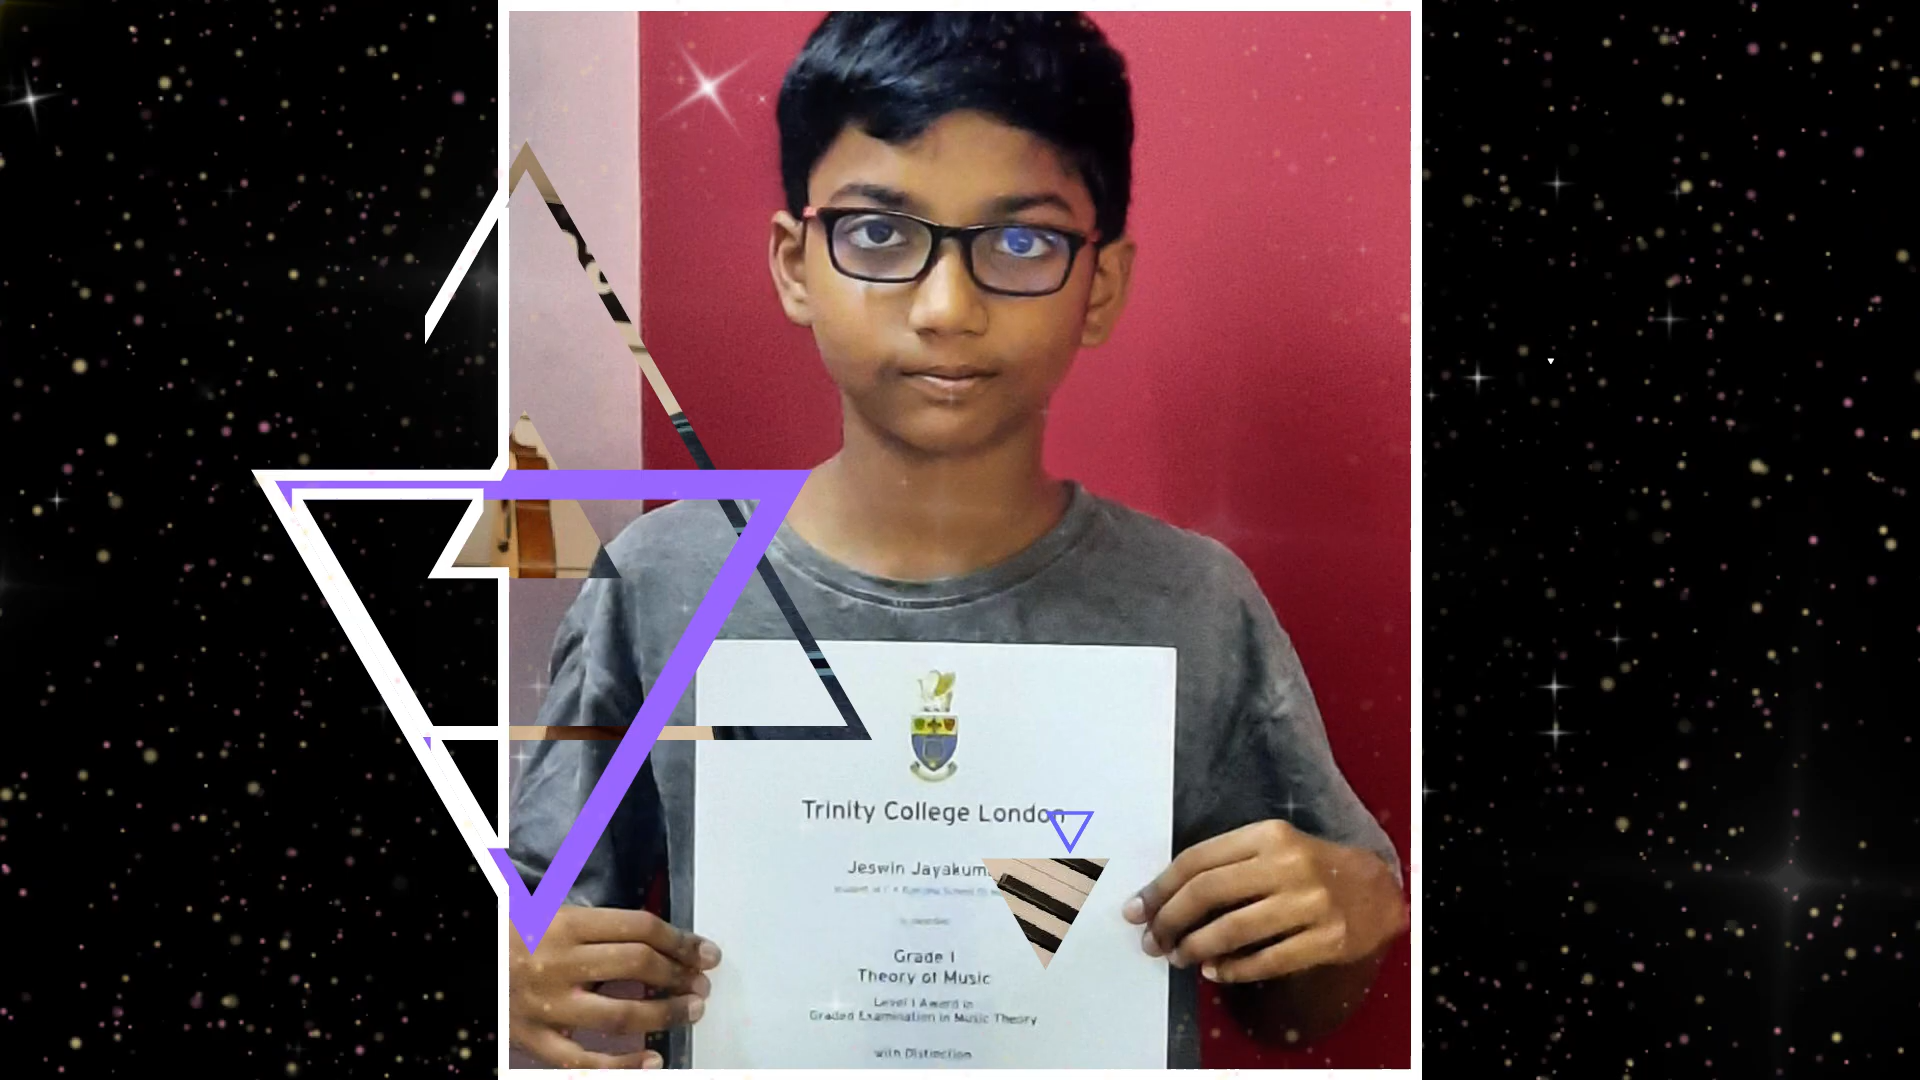 Trinity College London
Jeswin Jayakum
Grade 1
Theory of Music
Level 1 Award in
Graded Examination in Music Theory
with Distinction